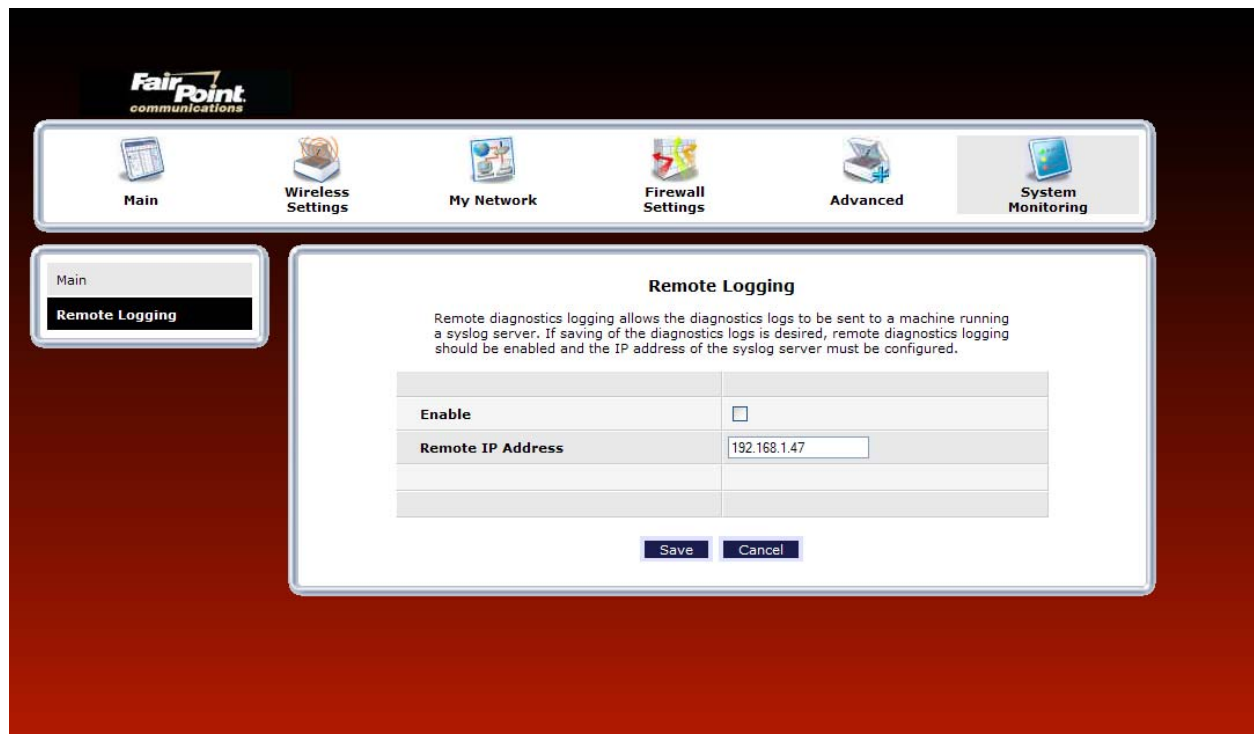 FairPoint.
communications
Main
Wireless
Settings
My Network
Firewall
Settings
Advanced
System
Monitoring
Main
Remote Logging
Remote Logging
Remote diagnostics logging allows the diagnostics logs to be sent to a machine running
a syslog server. If saving of the diagnostics logs is desired, remote diagnostics logging
should be enabled and the IP address of the syslog server must be configured.
Enable
Remote IP Address
192.168.1.47
Save
Cancel